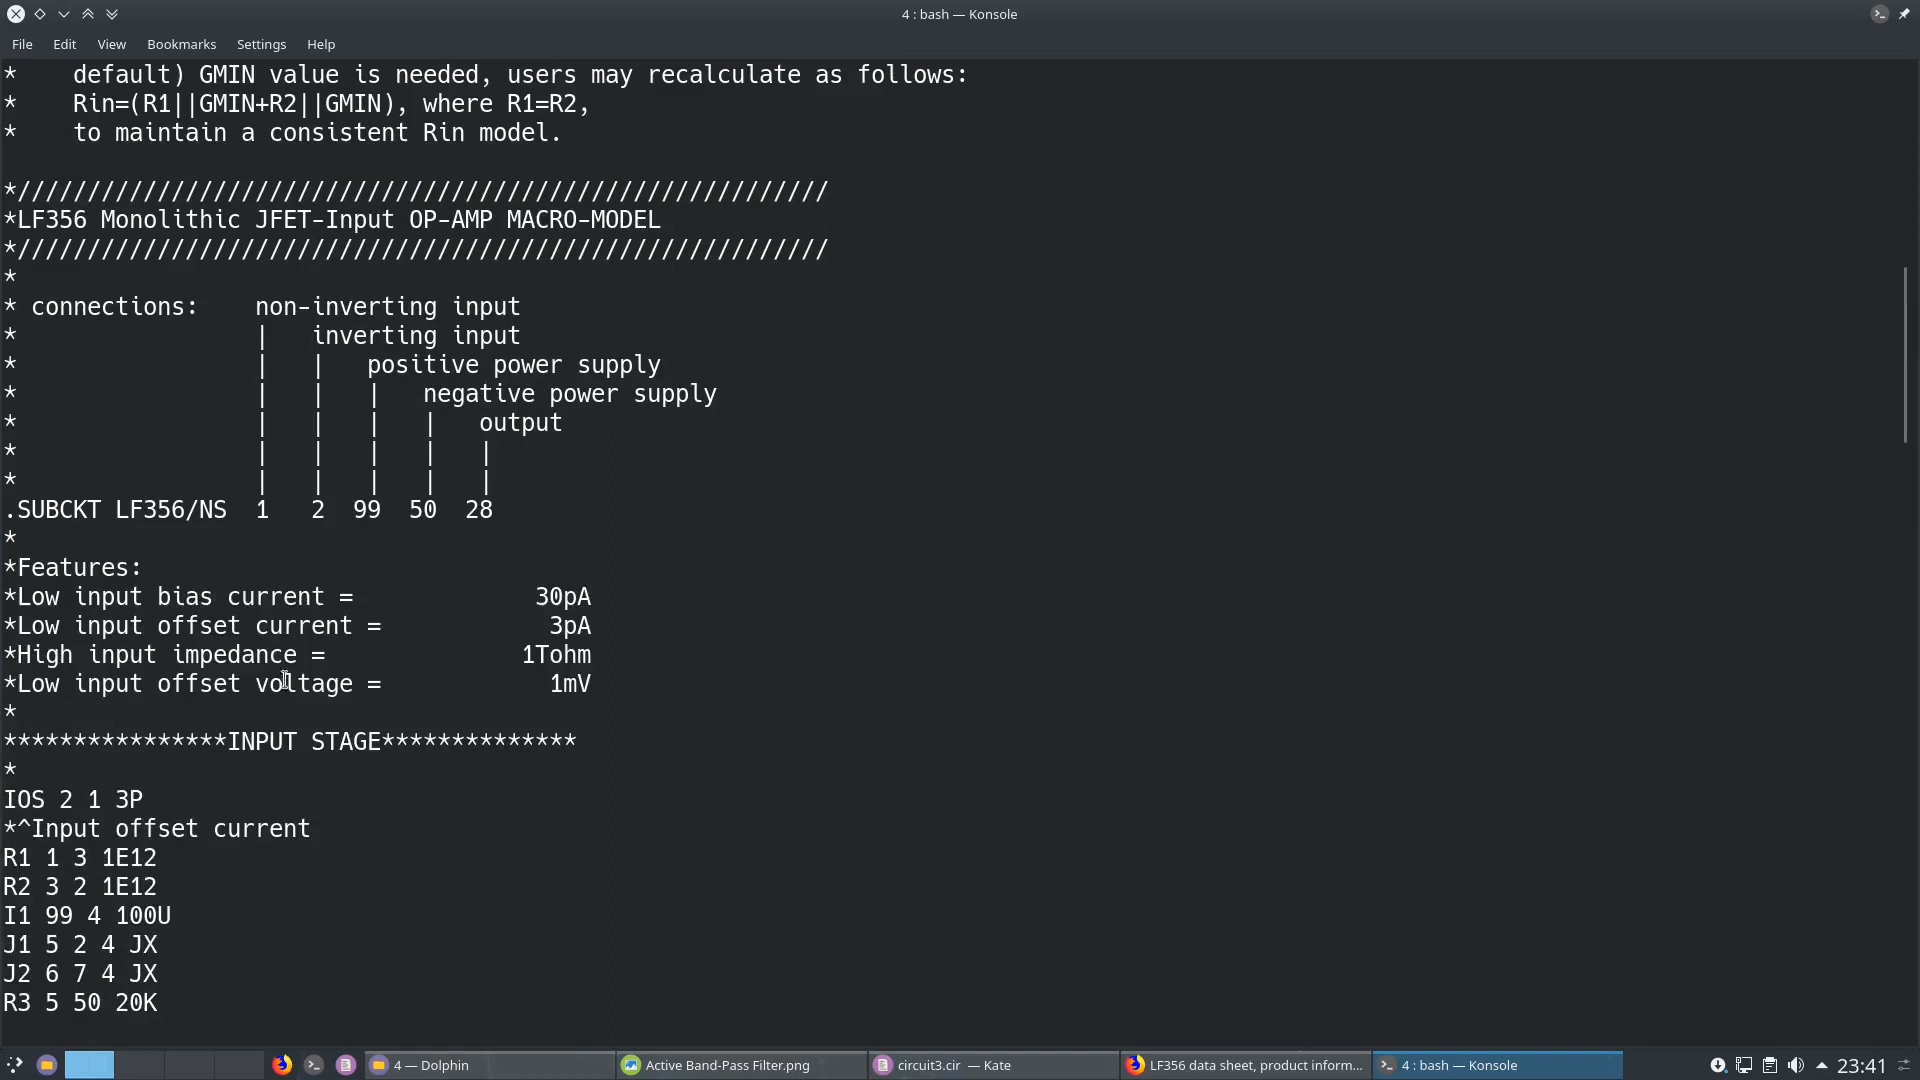 4 : bash — Konsole
File Edit View Bookmarks Settings Help
*    default) GMIN value is needed, users may recalculate as follows:
*    Rin=(R1||GMIN+R2||GMIN), where R1=R2,
*    to maintain a consistent Rin model.
*//////////////////////////////////////////////////////////
*LF356 Monolithic JFET-Input OP-AMP MACRO-MODEL
*//////////////////////////////////////////////////////////
*
* connections:    non-inverting input
*                 |   inverting input
*                 |   |   positive power supply
*                 |   |   |   negative power supply
*                 |   |   |   |   output
*                 |   |   |   |   |
*                 |   |   |   |   |
.SUBCKT LF356/NS  1   2  99  50  28
*
*Features:
*Low input bias current =             30pA
*Low input offset current =            3pA
*High input impedance =              1Tohm
*Low input offset voltage =            1mV
*
****************INPUT STAGE**************
*
IOS 2 1 3P
*^Input offset current
R1 1 3 1E12
R2 3 2 1E12
I1 99 4 100U
J1 5 2 4 JX
J2 6 7 4 JX
R3 5 50 20K
4 — Dolphin Active Band-Pass Filter.png circuit3.cir — Kate LF356 data sheet, product inform... 4 : bash — Konsole 23:41